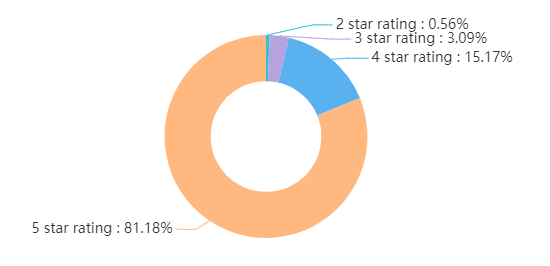 2 star rating : 0.56%
3 star rating : 3.09%
4 star rating : 15.17%
5 star rating : 81.18%